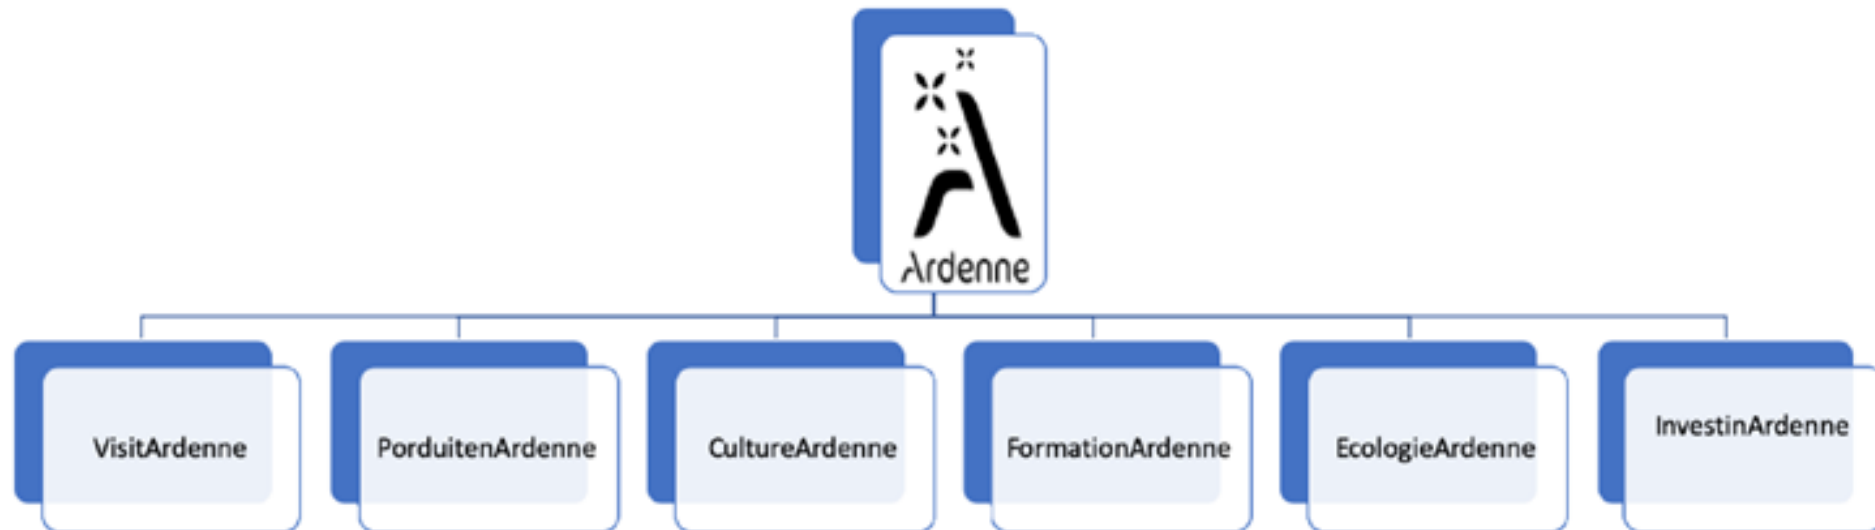 Ardenne
VisitArdenne
PorduitenArdenne
CultureArdenne
FormationArdenne
EcologieArdenne
InvestinArdenne